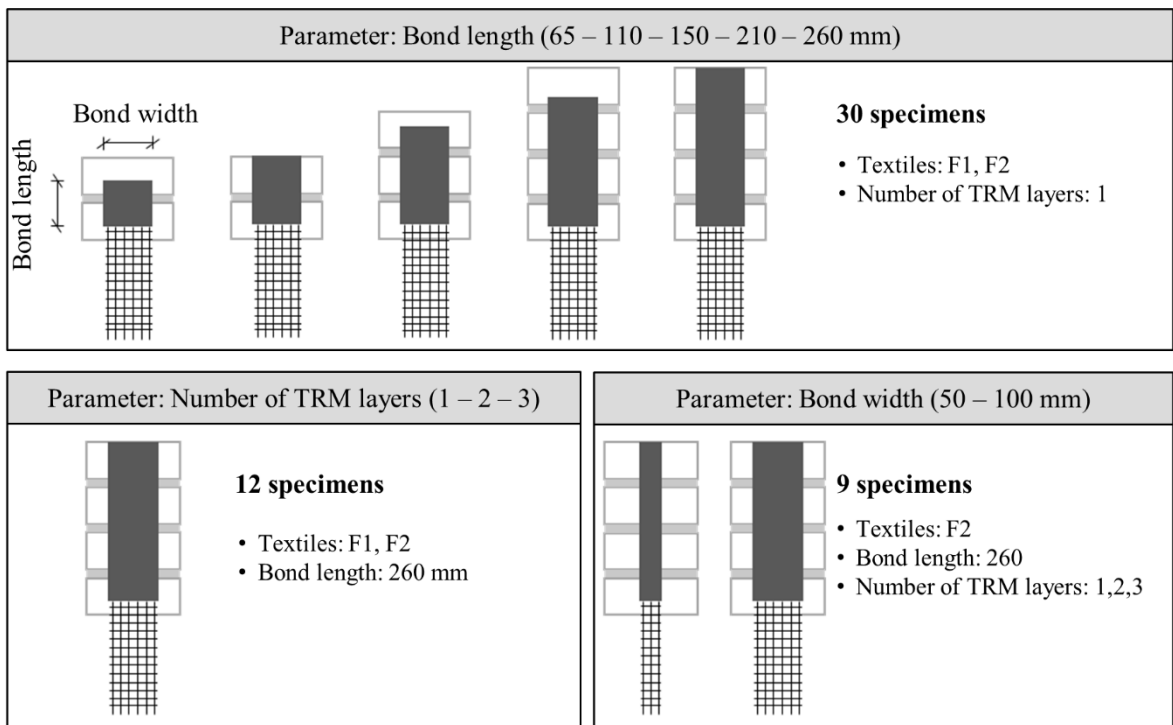 Parameter: Bond length (65 – 110 – 150 – 210 – 260 mm)
Bond width
Bond length
30 specimens
• Textiles: F1, F2
• Number of TRM layers: 1
Parameter: Number of TRM layers (1 – 2 – 3)
12 specimens
• Textiles: F1, F2
• Bond length: 260 mm
Parameter: Bond width (50 – 100 mm)
9 specimens
• Textiles: F2
• Bond length: 260
• Number of TRM layers: 1,2,3